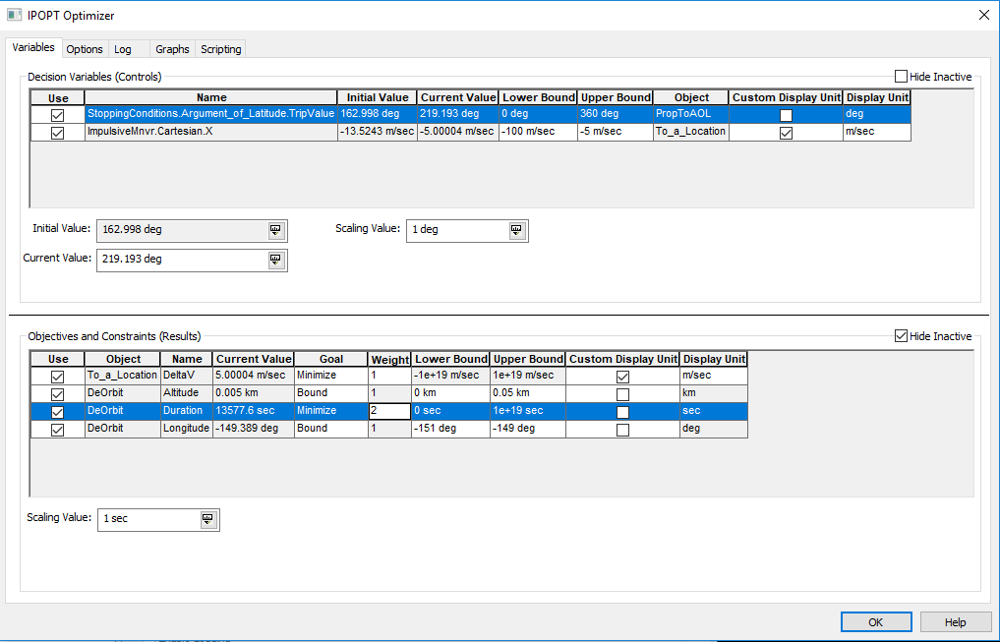 IPOPT Optimizer
Variables Options Log Graphs Scripting
Decision Variables (Controls) Hide Inactive
Use Name Initial Value Current Value Lower Bound Upper Bound Object Custom Display Unit Display Unit
StoppingConditions.Argument_of_Latitude.TripValue 162.998 deg 219.193 deg 0 deg 360 deg PropToAOL deg
ImpulsiveMnvr.Cartesian.X -13.5243 m/sec -5.00004 m/sec -100 m/sec -5 m/sec To_a_Location m/sec
Initial Value: 162.998 deg Scaling Value: 1 deg
Current Value: 219.193 deg
Objectives and Constraints (Results) Hide Inactive
Use Object Name Current Value Goal Weight Lower Bound Upper Bound Custom Display Unit Display Unit
To_a_Location DeltaV 5.00004 m/sec Minimize 1 -1e+19 m/sec 1e+19 m/sec m/sec
DeOrbit Altitude 0.005 km Bound 1 0 km 0.05 km km
DeOrbit Duration 13577.6 sec Minimize 2 0 sec 1e+19 sec sec
DeOrbit Longitude -149.389 deg Bound 1 -151 deg -149 deg deg
Scaling Value: 1 sec
OK Help